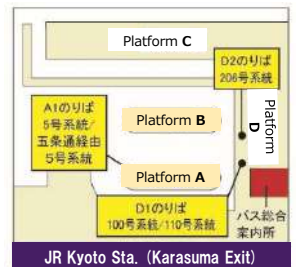 Platform C
D2のりば
206号系統
A1のりば
5号系統/
五条通経由
5号系統
Platform B
Platform D
Platform A
D1のりば
100号系統/110号系統
バス総合
案内所
JR Kyoto Sta. (Karasuma Exit)